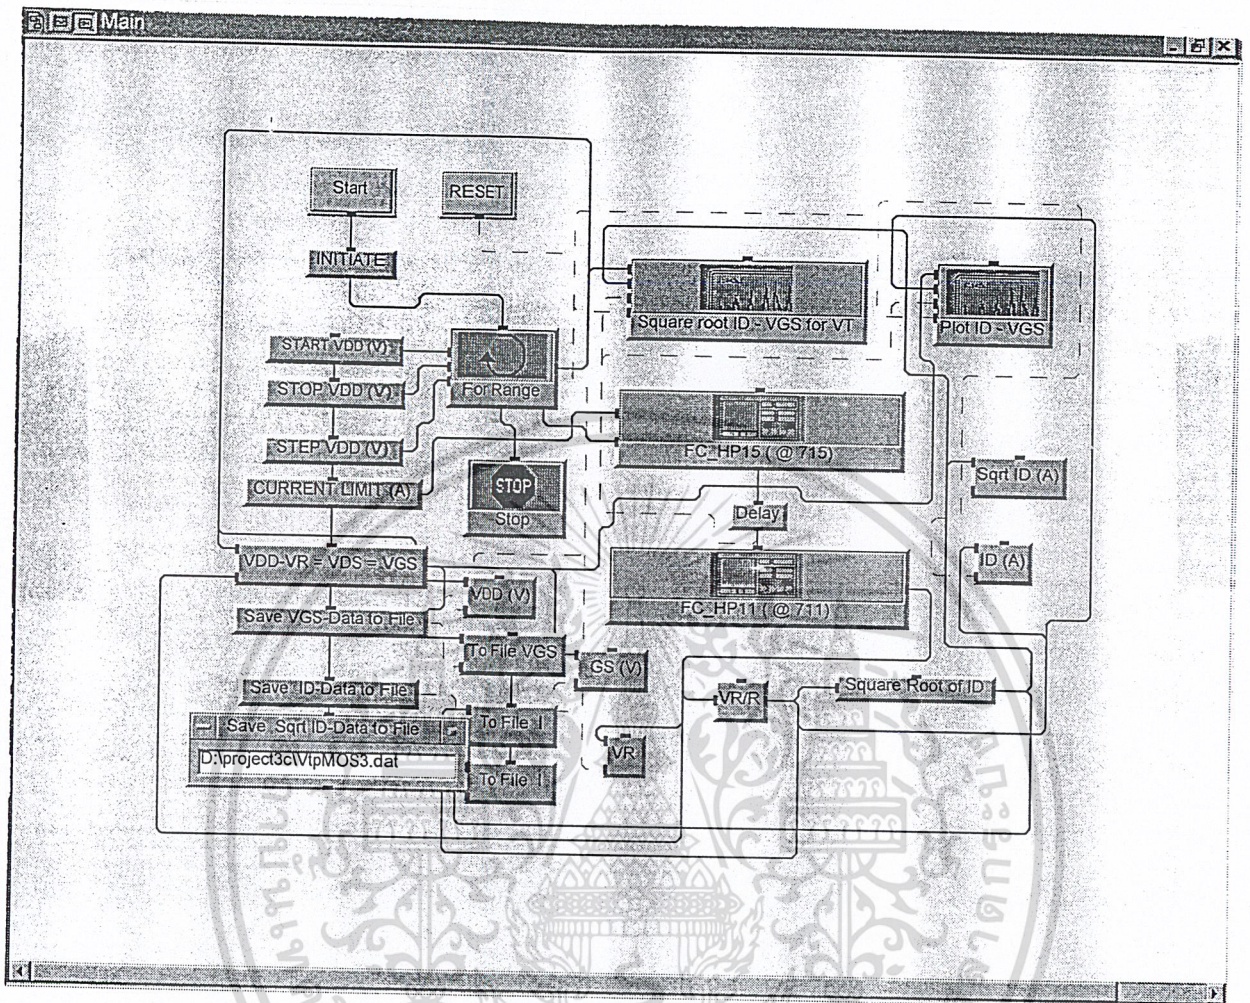 Main
Start
RESET
INITIATE
START VDD (V)
STOP VDD (V)
STEP VDD (V)
CURRENT LIMIT (A)
For Range
STOP
Stop
Square root ID - VGS for VT
Plot ID - VGS
FC_HP15 ( @ 715)
Delay
FC_HP11 ( @ 711)
Sqrt ID (A)
ID (A)
VDD-VR = VDS = VGS
VDD (V)
Save VGS-Data to File
To File VGS
GS (V)
Save ID-Data to File
To File I
VR/R
Square Root of ID
Save Sqrt ID-Data to File
D:\project3c\VtpMOS3.dat
To File I
VR